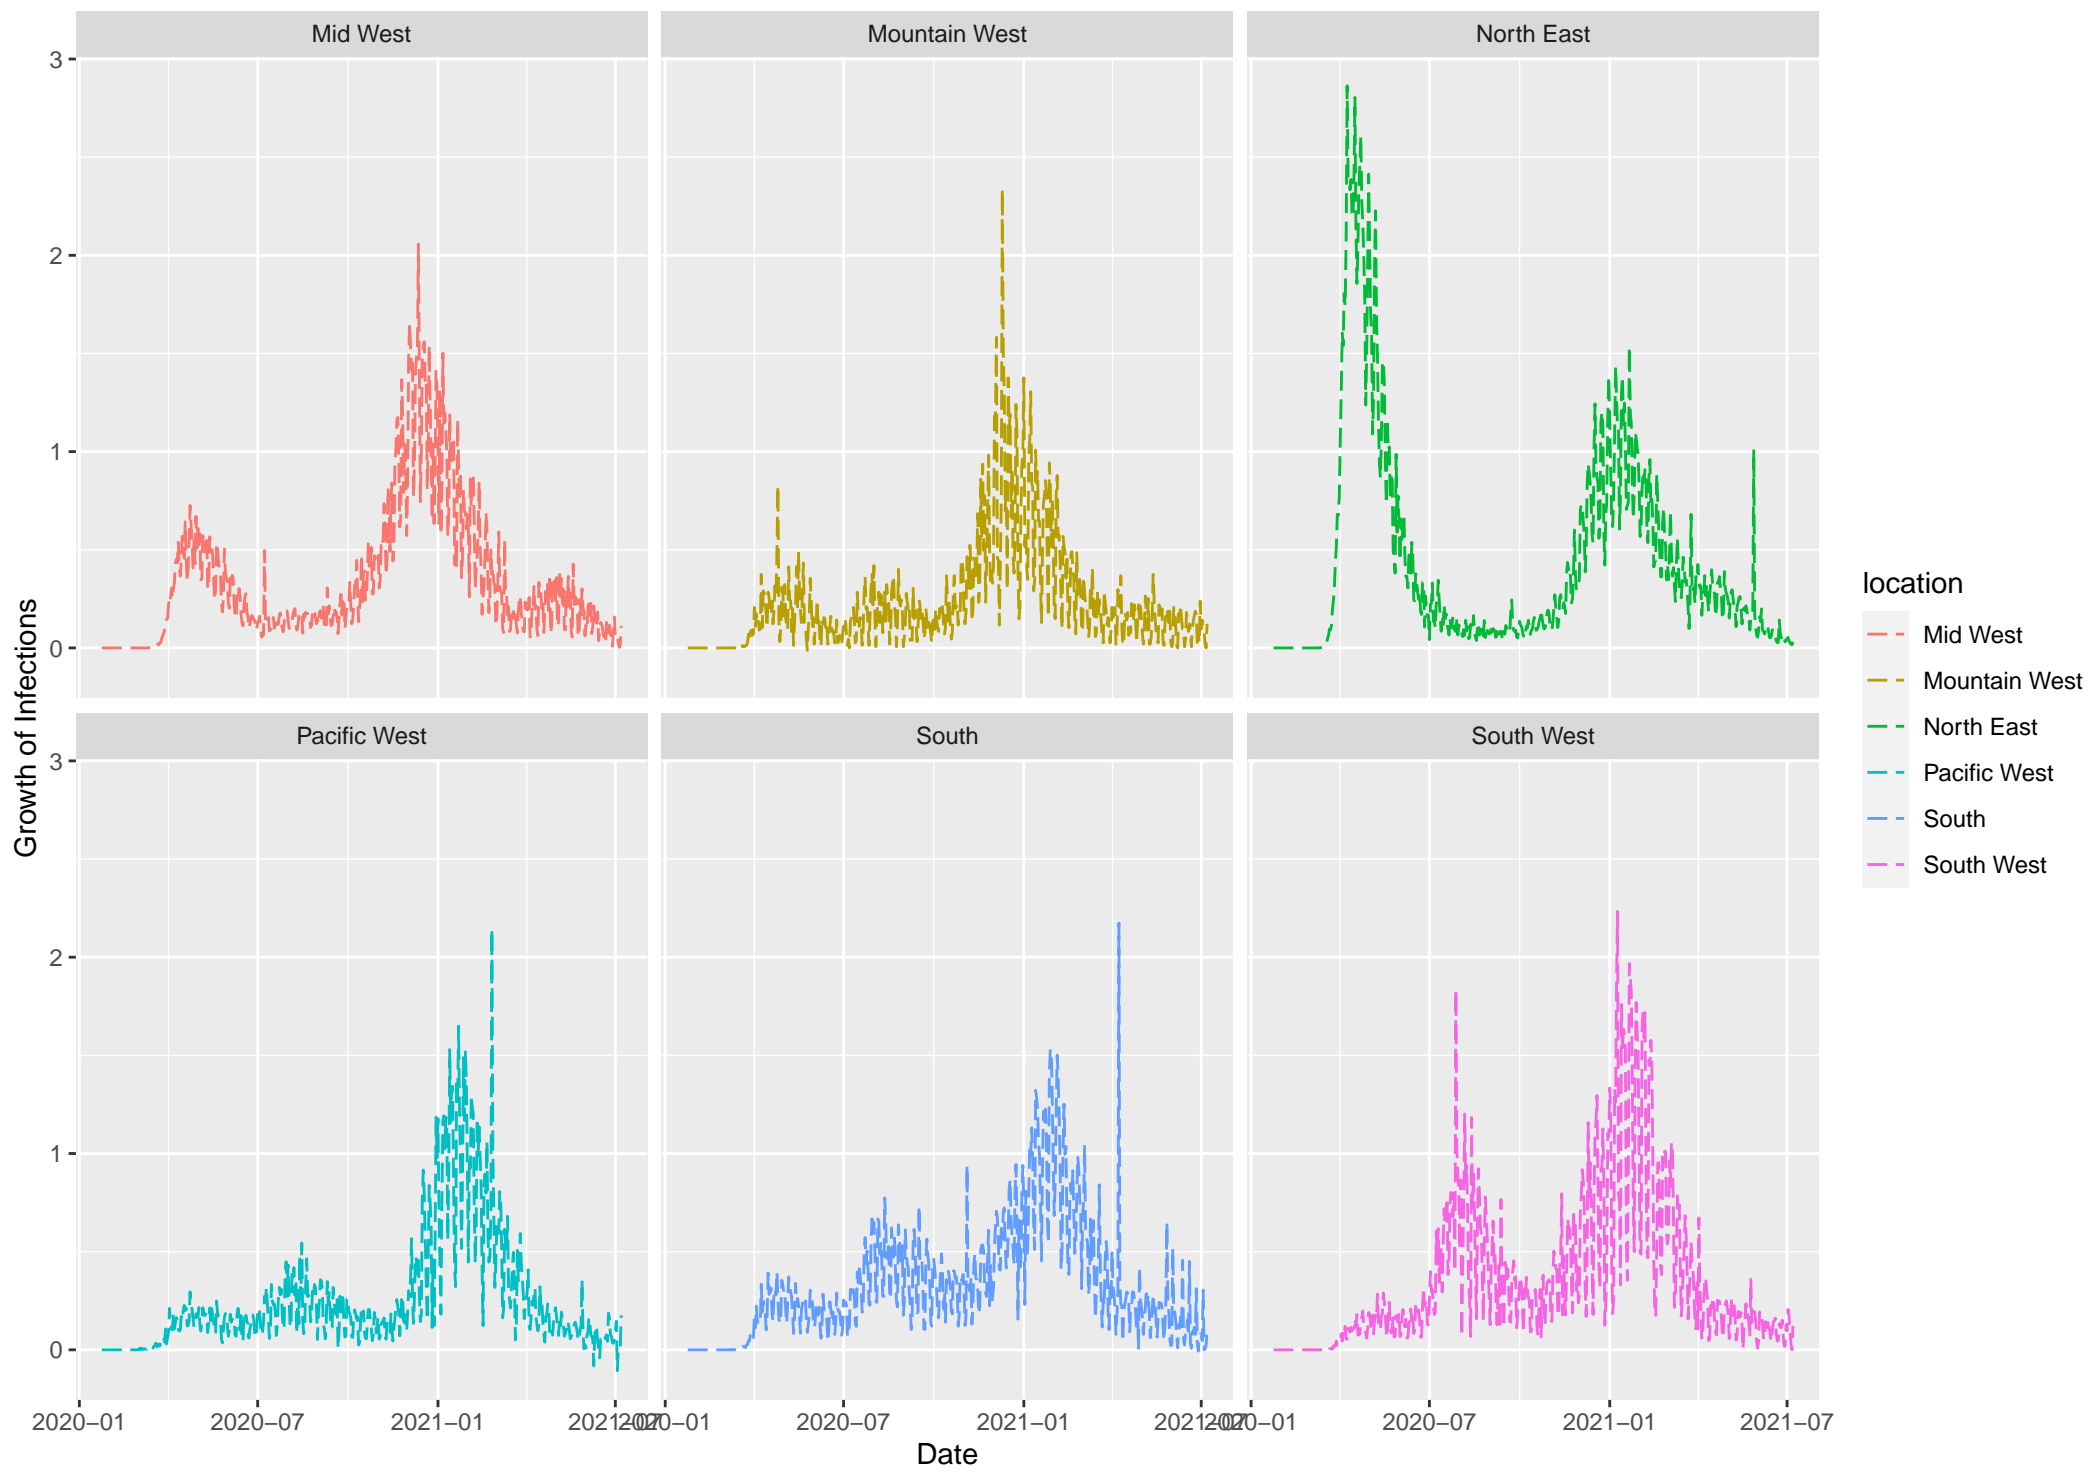 Mid West
Mountain West
North East
3
2
1
0
Growth of Infections
Pacific West
South
South West
3
2
1
0
2020–01
2020–07
2021–01
2021–07
2020–01
2020–07
2021–01
2021–07
2020–01
2020–07
2021–01
2021–07
Date
location
Mid West
Mountain West
North East
Pacific West
South
South West